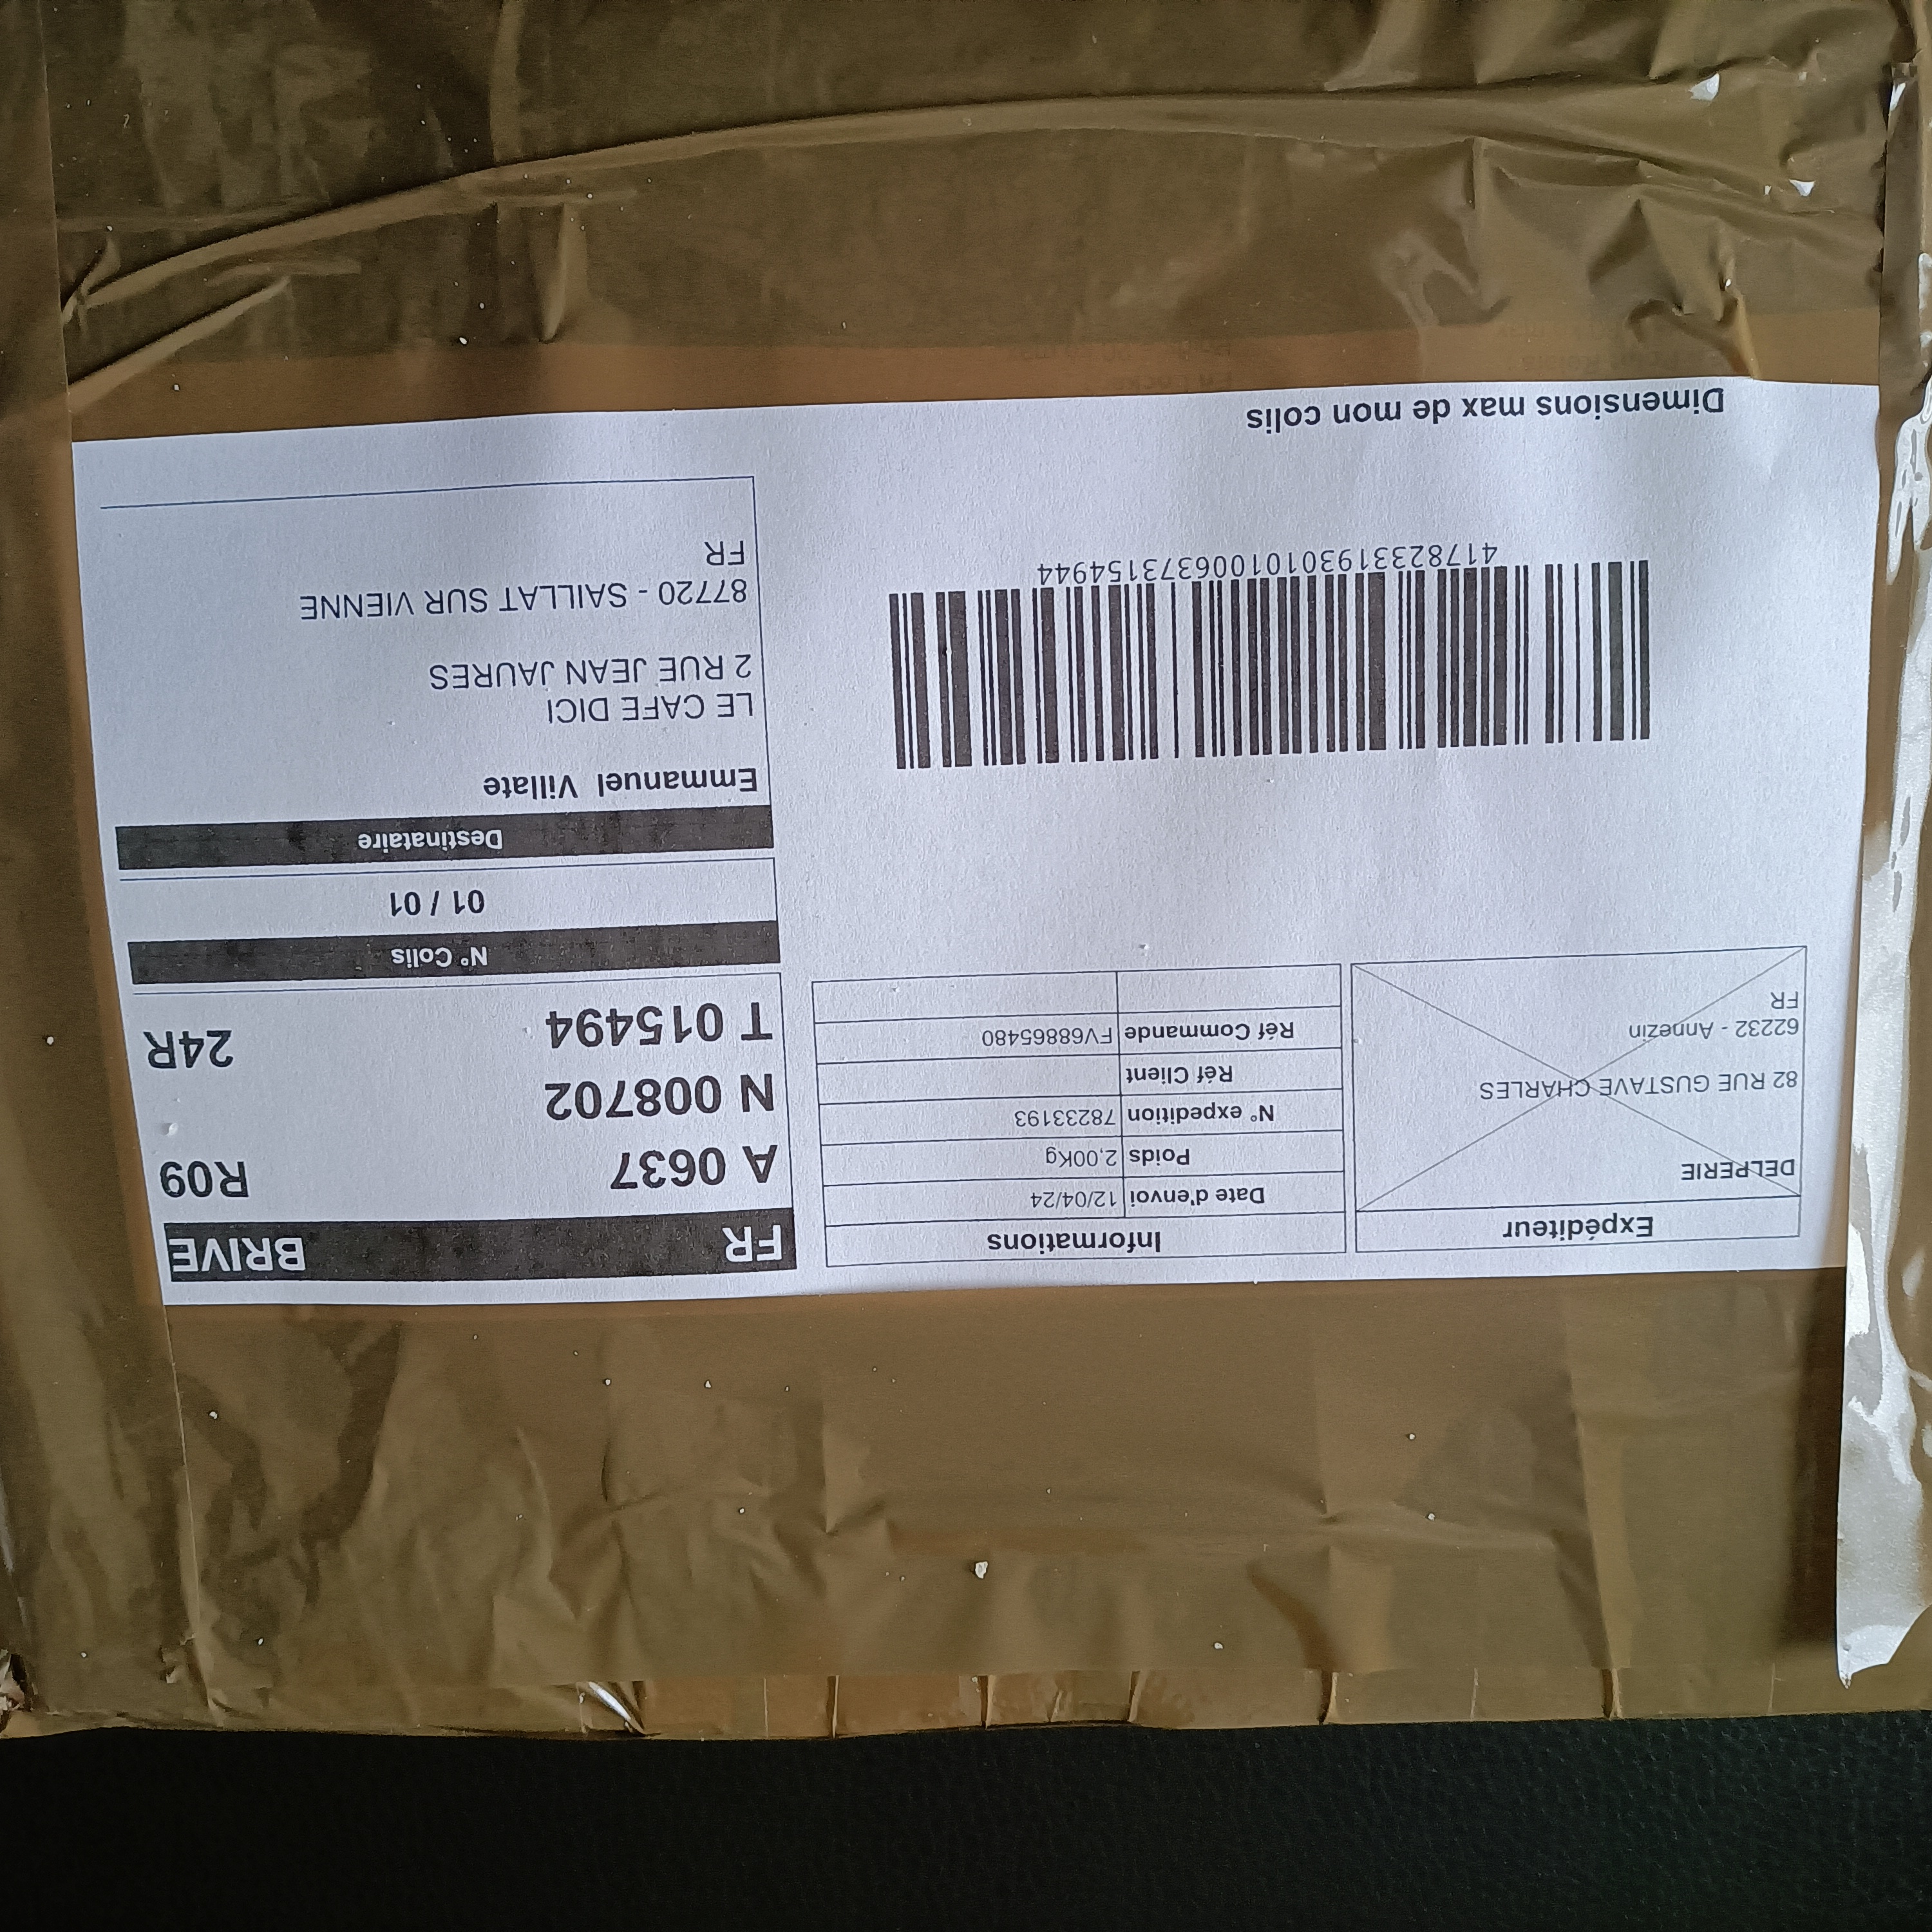 Expéditeur
DELPERIE
82 RUE GUSTAVE CHARLES
62232 - Annezin
FR
Informations
Date d'envoi 12/04/24
Poids 2,00Kg
N° expedition 78233193
Réf Client
Réf Commande FV68865480
FR BRIVE
A 0637 R09
N 008702
T 015494 24R
N° Colis
01 / 01
Destinataire
Emmanuel Villate
LE CAFE DICI
2 RUE JEAN JAURES
87720 - SAILLAT SUR VIENNE
FR
417823319301010063731 54944
Dimensions max de mon colis